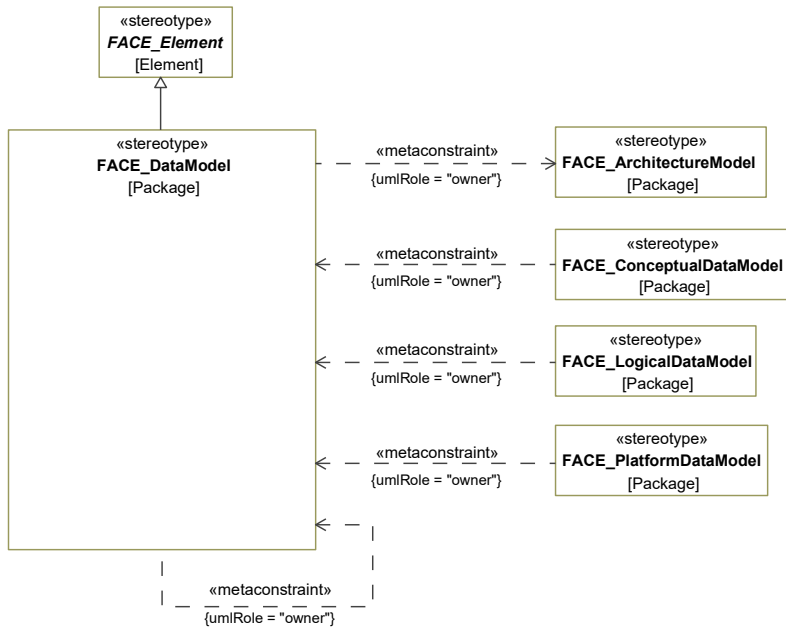 «stereotype»
FACE_Element
[Element]
«stereotype»
FACE_DataModel
[Package]
«metaconstraint»
{umlRole = "owner"}
«stereotype»
FACE_ArchitectureModel
[Package]
«metaconstraint»
{umlRole = "owner"}
«stereotype»
FACE_ConceptualDataModel
[Package]
«metaconstraint»
{umlRole = "owner"}
«stereotype»
FACE_LogicalDataModel
[Package]
«metaconstraint»
{umlRole = "owner"}
«stereotype»
FACE_PlatformDataModel
[Package]
«metaconstraint»
{umlRole = "owner"}